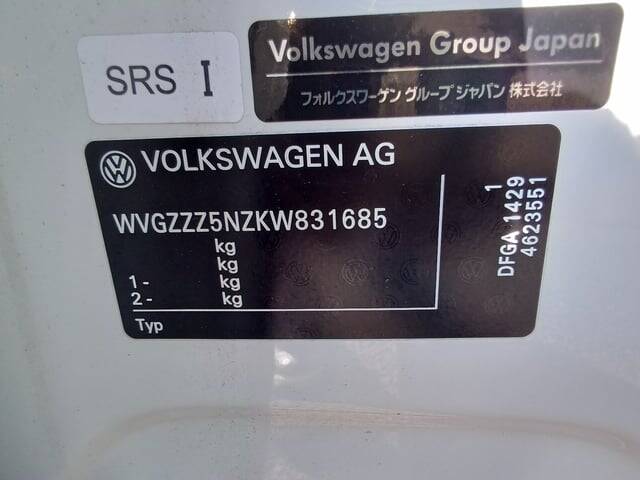 SRS I
Volkswagen Group Japan
フォルクスワーゲン グループ ジャパン 株式会社
VOLKSWAGEN AG
WVGZZZ5NZKW831685
kg
kg
1- kg
2- kg
Typ
1
DFGA 1429
4623551